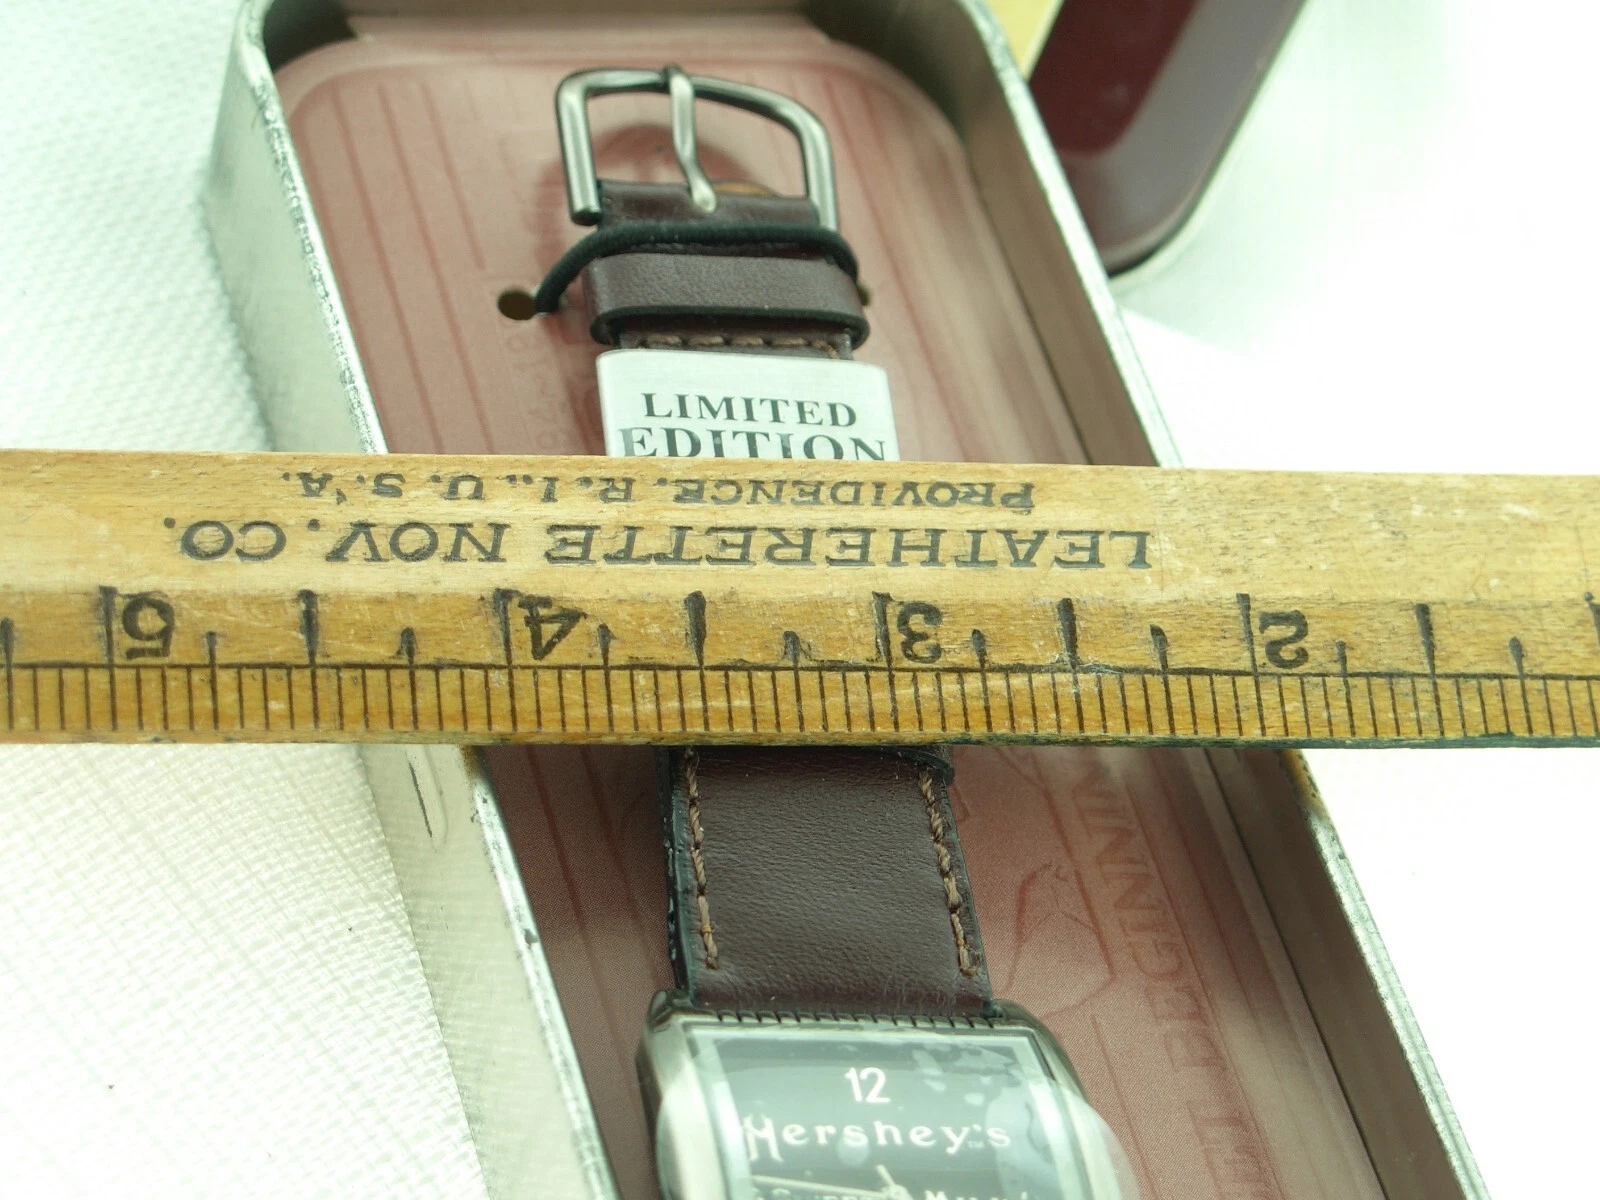 LIMITED
EDITION
LEATHERETTE NOV. CO.
PROVIDENCE, R. I., U. S. A.
5 4 3 2
12
Hershey's